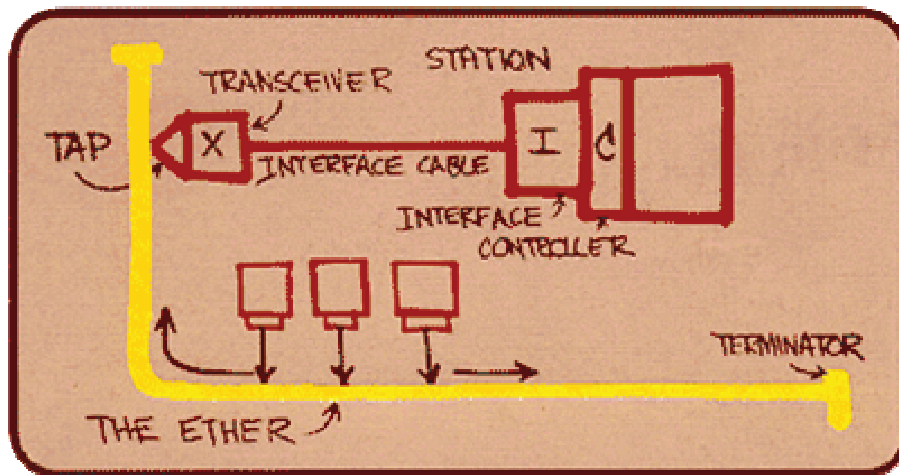 STATION
TRANSCEIVER
TAP
X
I
C
INTERFACE CABLE
INTERFACE
CONTROLLER
TERMINATOR
THE ETHER